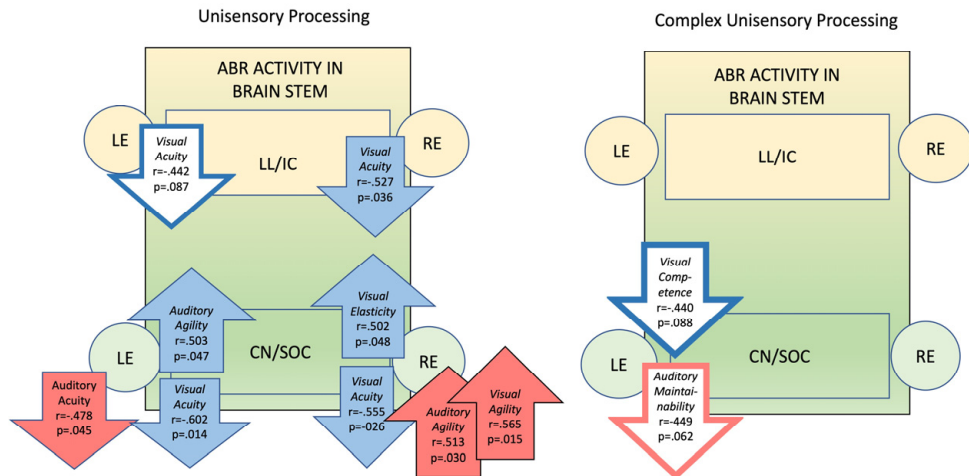 Unisensory Processing
ABR ACTIVITY IN
BRAIN STEM
LE
Visual
Acuity
r=-.442
p=.087
LL/IC
Visual
Acuity
r=-.527
p=.036
RE
LE
Auditory
Agility
r=.503
p=.047
CN/SOC
Visual
Elasticity
r=.502
p=.048
RE
Auditory
Acuity
r=-.478
p=.045
Visual
Acuity
r=-.602
p=.014
Visual
Acuity
r=-.555
p=-026
Auditory
Agility
r=.513
p=.030
Visual
Agility
r=.565
p=.015
Complex Unisensory Processing
ABR ACTIVITY IN
BRAIN STEM
LE
LL/IC
RE
Visual
Comp-
etence
r=-.440
p=.088
LE
CN/SOC
RE
Auditory
Maintai-
nability
r=-449
p=.062